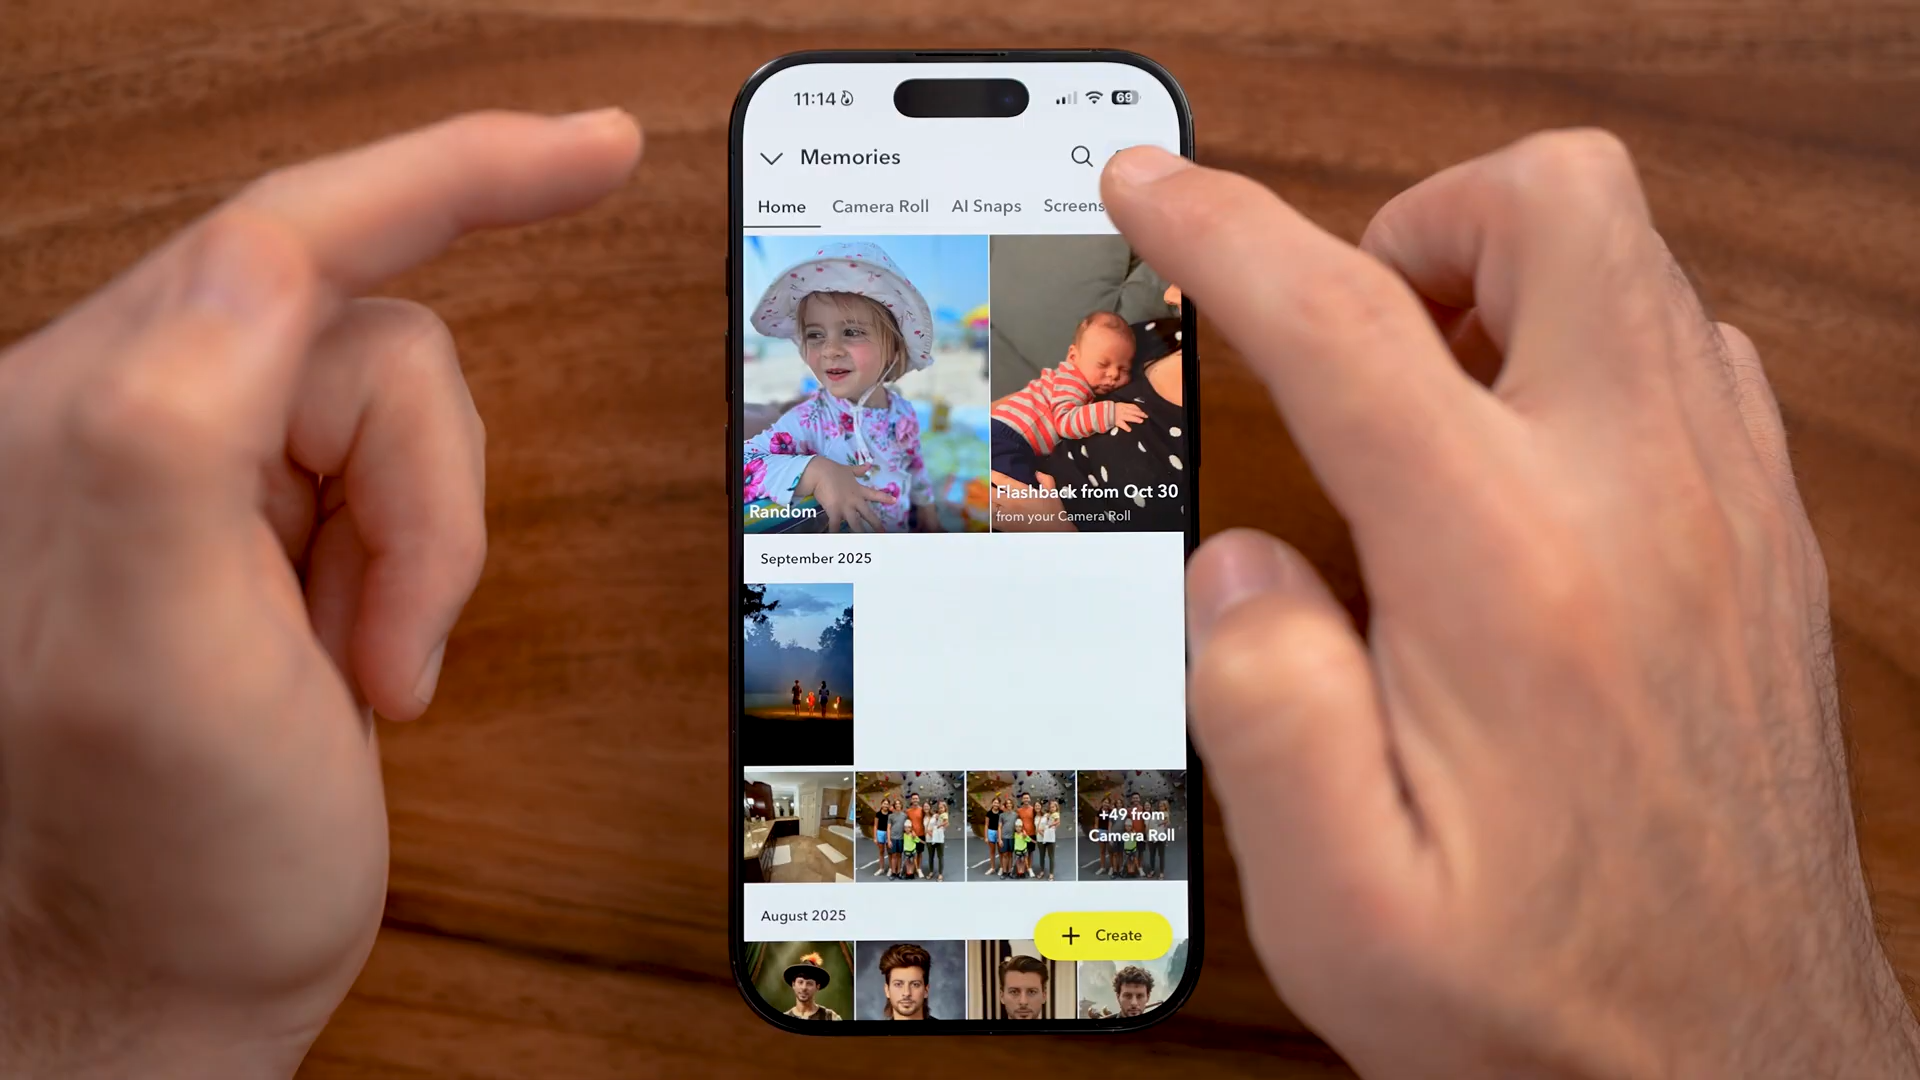 11:14
69
Memories
Home Camera Roll AI Snaps Screens
Random
Flashback from Oct 30
from your Camera Roll
September 2025
+49 from
Camera Roll
August 2025
+ Create